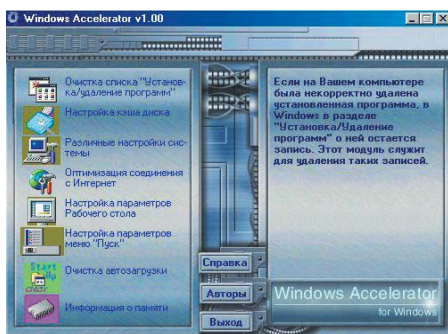 Windows Accelerator v1.00
Очистка списка "Установ-
ка/удаление программ"
Настройка кэша диска
Различные настройки сис-
темы
Оптимизация соединения
с Интернет
Настройка параметров
Рабочего стола
Настройка параметров
меню "Пуск"
Start
Up
clear
Очистка автозагрузки
Информация о памяти
Если на Вашем компьютере
была некорректно удалена
установленная программа, в
Windows в разделе
"Установка/Удаление
программ" о ней остается
запись. Этот модуль служит
для удаления таких записей.
Справка
Авторы
Выход
Windows Accelerator
for Windows